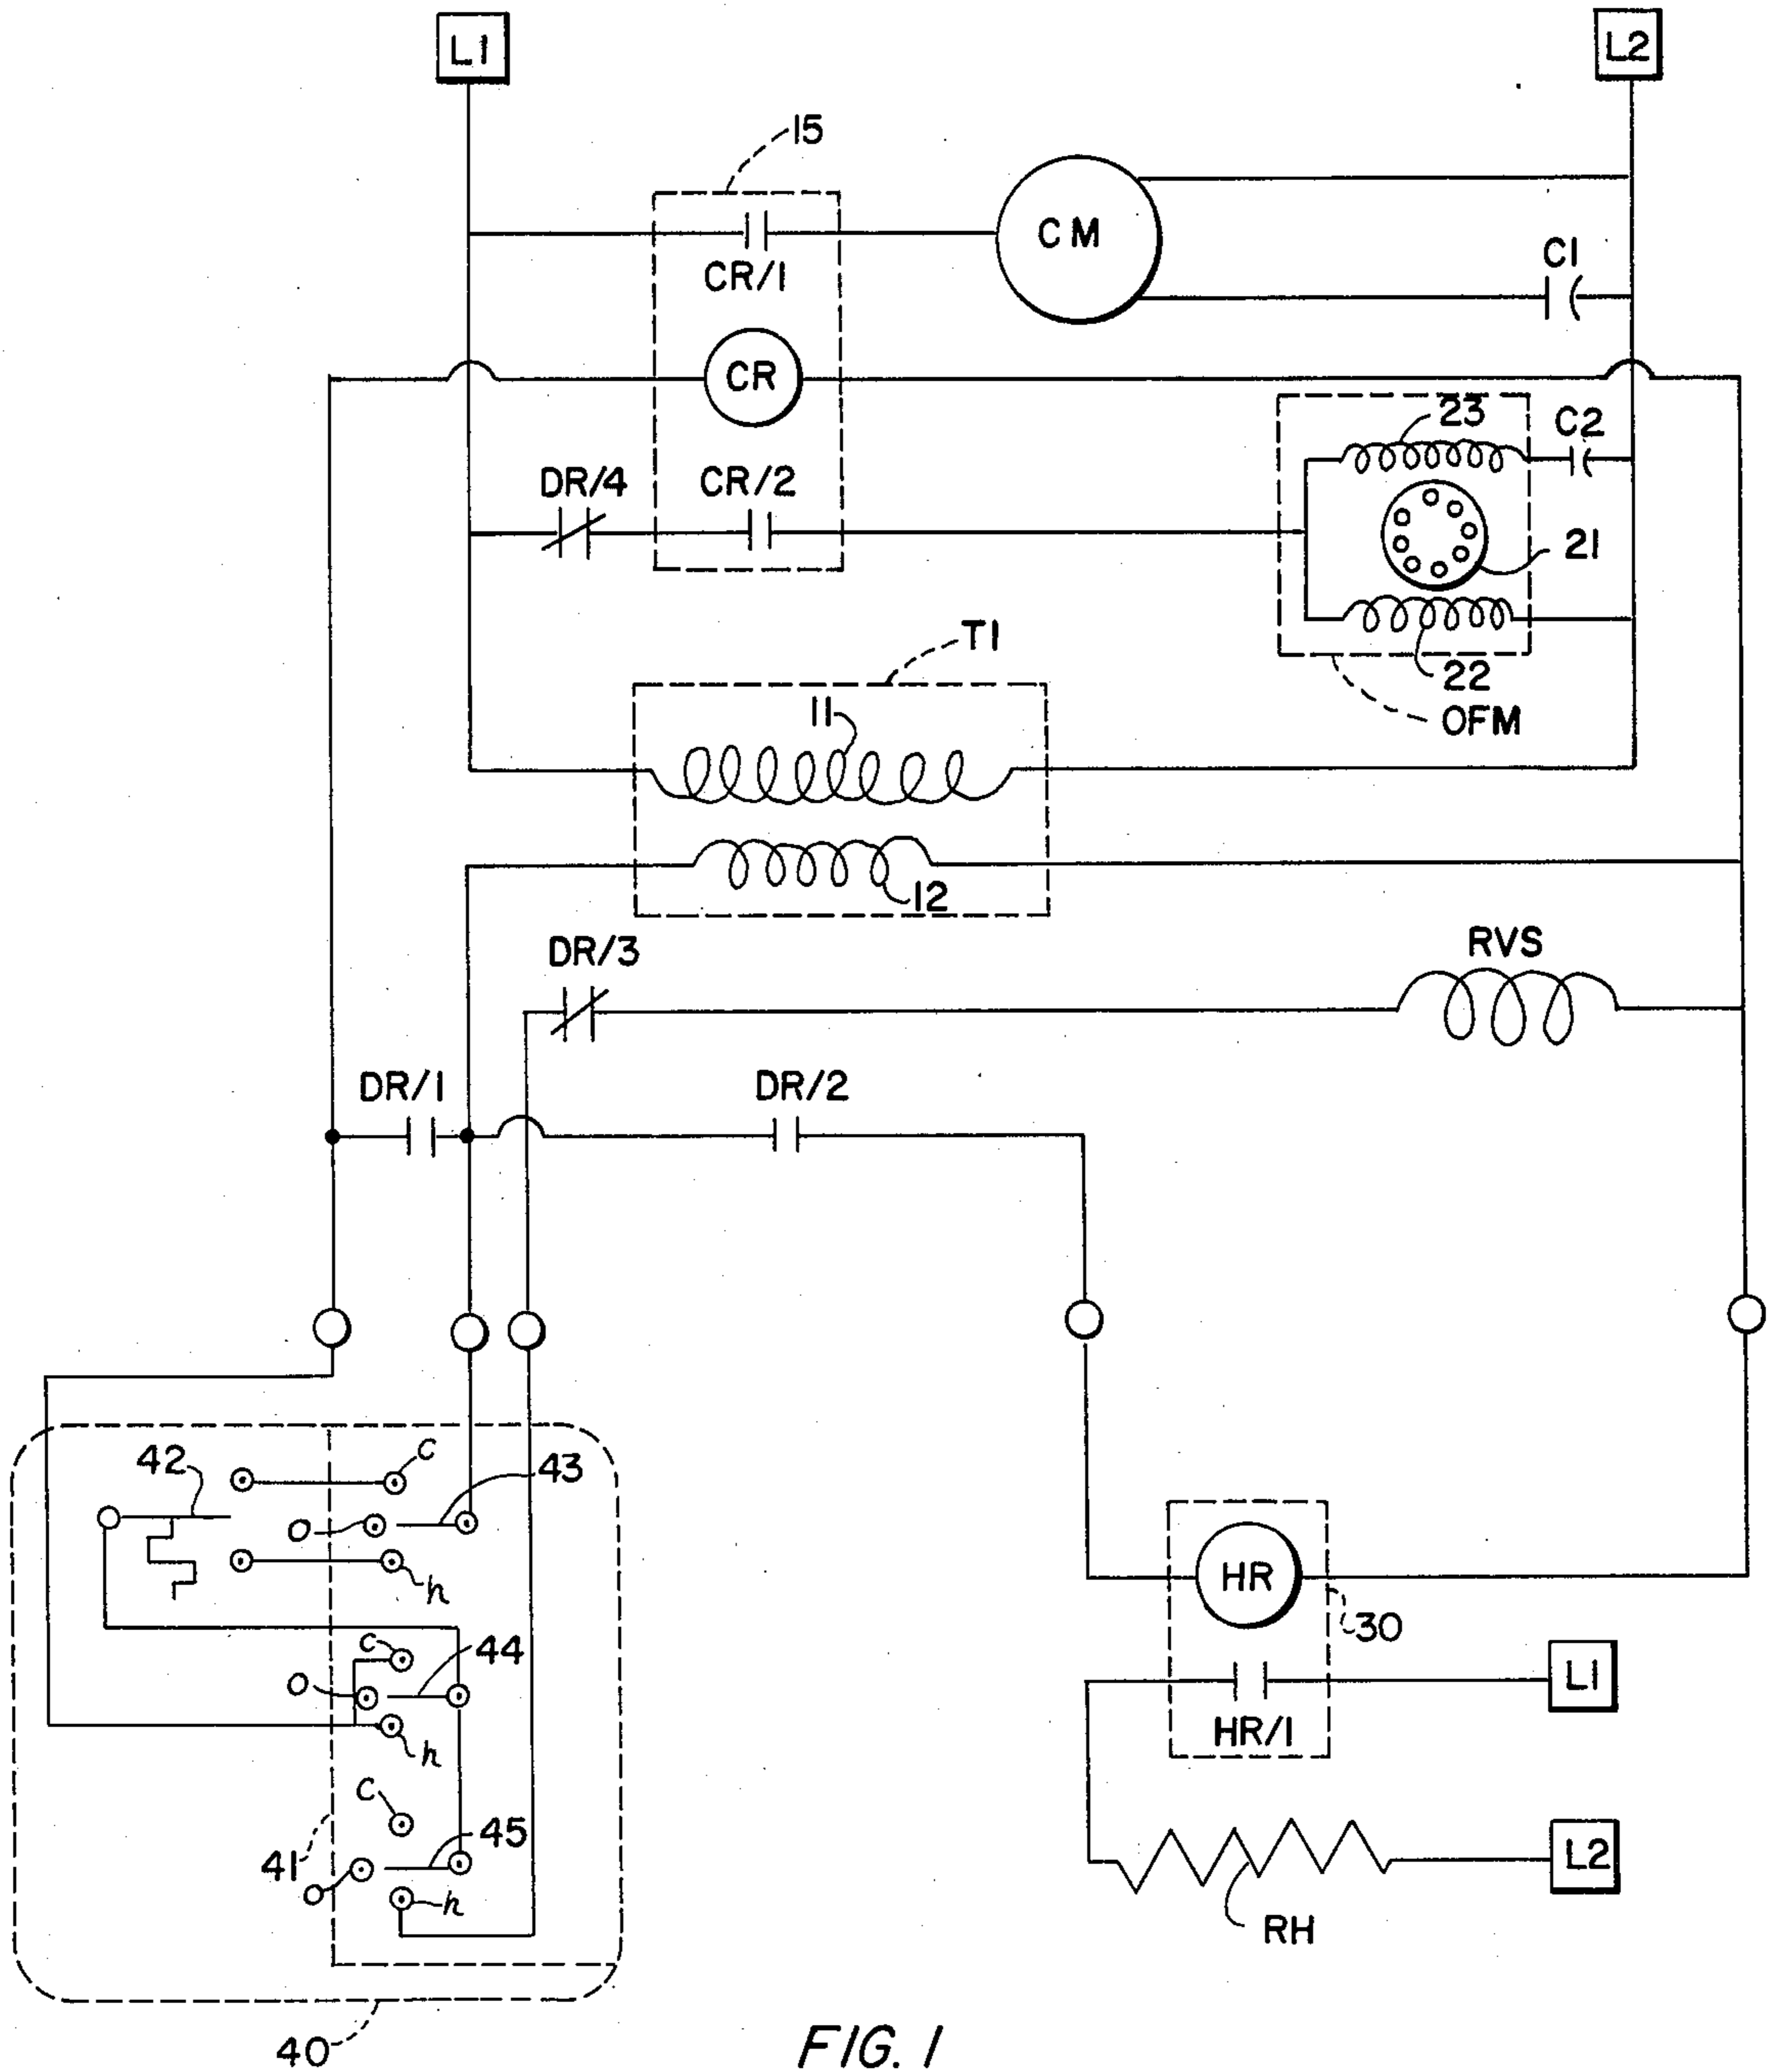 L1
L2
15
CM
C1
CR/1
CR
23
C2
DR/4
CR/2
21
22
OFM
T1
11
12
DR/3
RVS
DR/1
DR/2
42
c
43
o
h
c
44
o
h
c
41
45
o
h
40
HR
30
L1
HR/1
L2
RH
FIG. 1